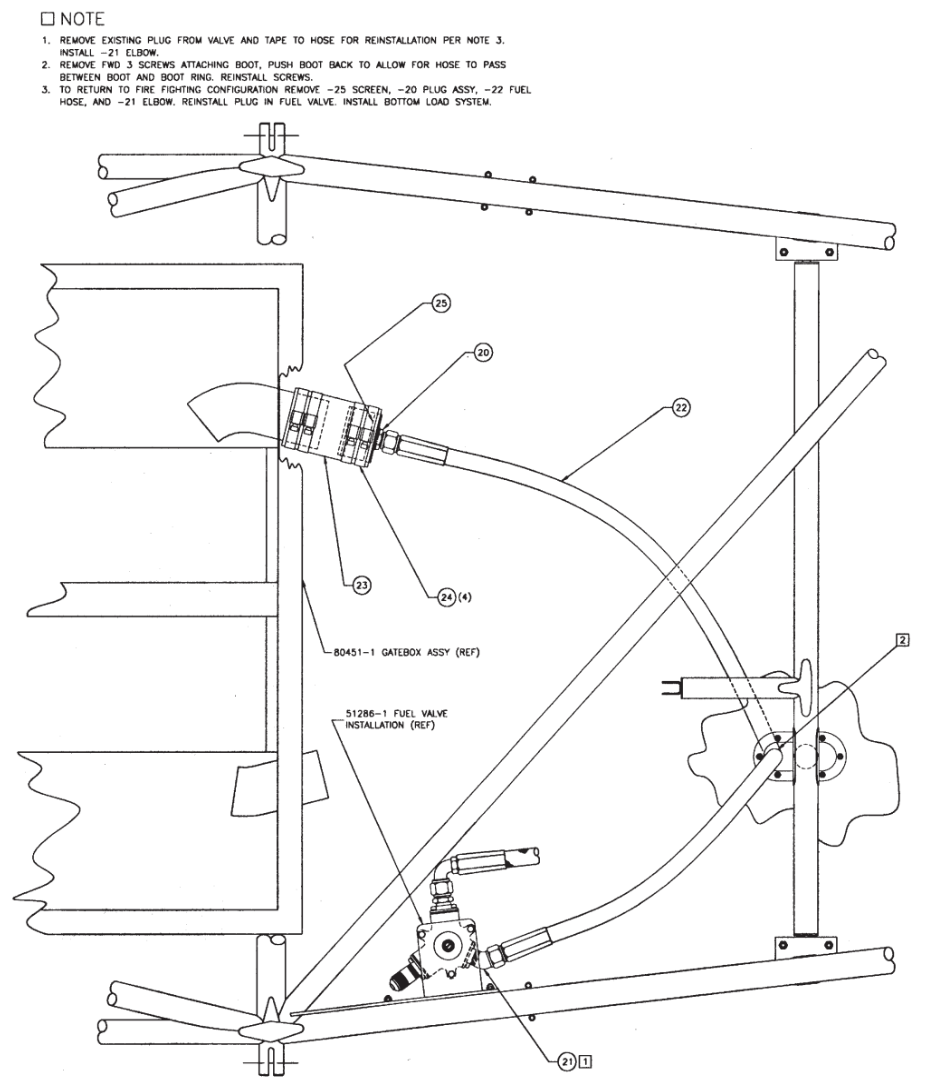 □ NOTE
1. REMOVE EXISTING PLUG FROM VALVE AND TAPE TO HOSE FOR REINSTALLATION PER NOTE 3.
INSTALL -21 ELBOW.
2. REMOVE FWD 3 SCREWS ATTACHING BOOT, PUSH BOOT BACK TO ALLOW FOR HOSE TO PASS
BETWEEN BOOT AND BOOT RING. REINSTALL SCREWS.
3. TO RETURN TO FIRE FIGHTING CONFIGURATION REMOVE -25 SCREEN, -20 PLUG ASSY, -22 FUEL
HOSE, AND -21 ELBOW. REINSTALL PLUG IN FUEL VALVE. INSTALL BOTTOM LOAD SYSTEM.
25
20
22
23
24 (4)
2
80451-1 GATEBOX ASSY (REF)
51286-1 FUEL VALVE
INSTALLATION (REF)
21 1